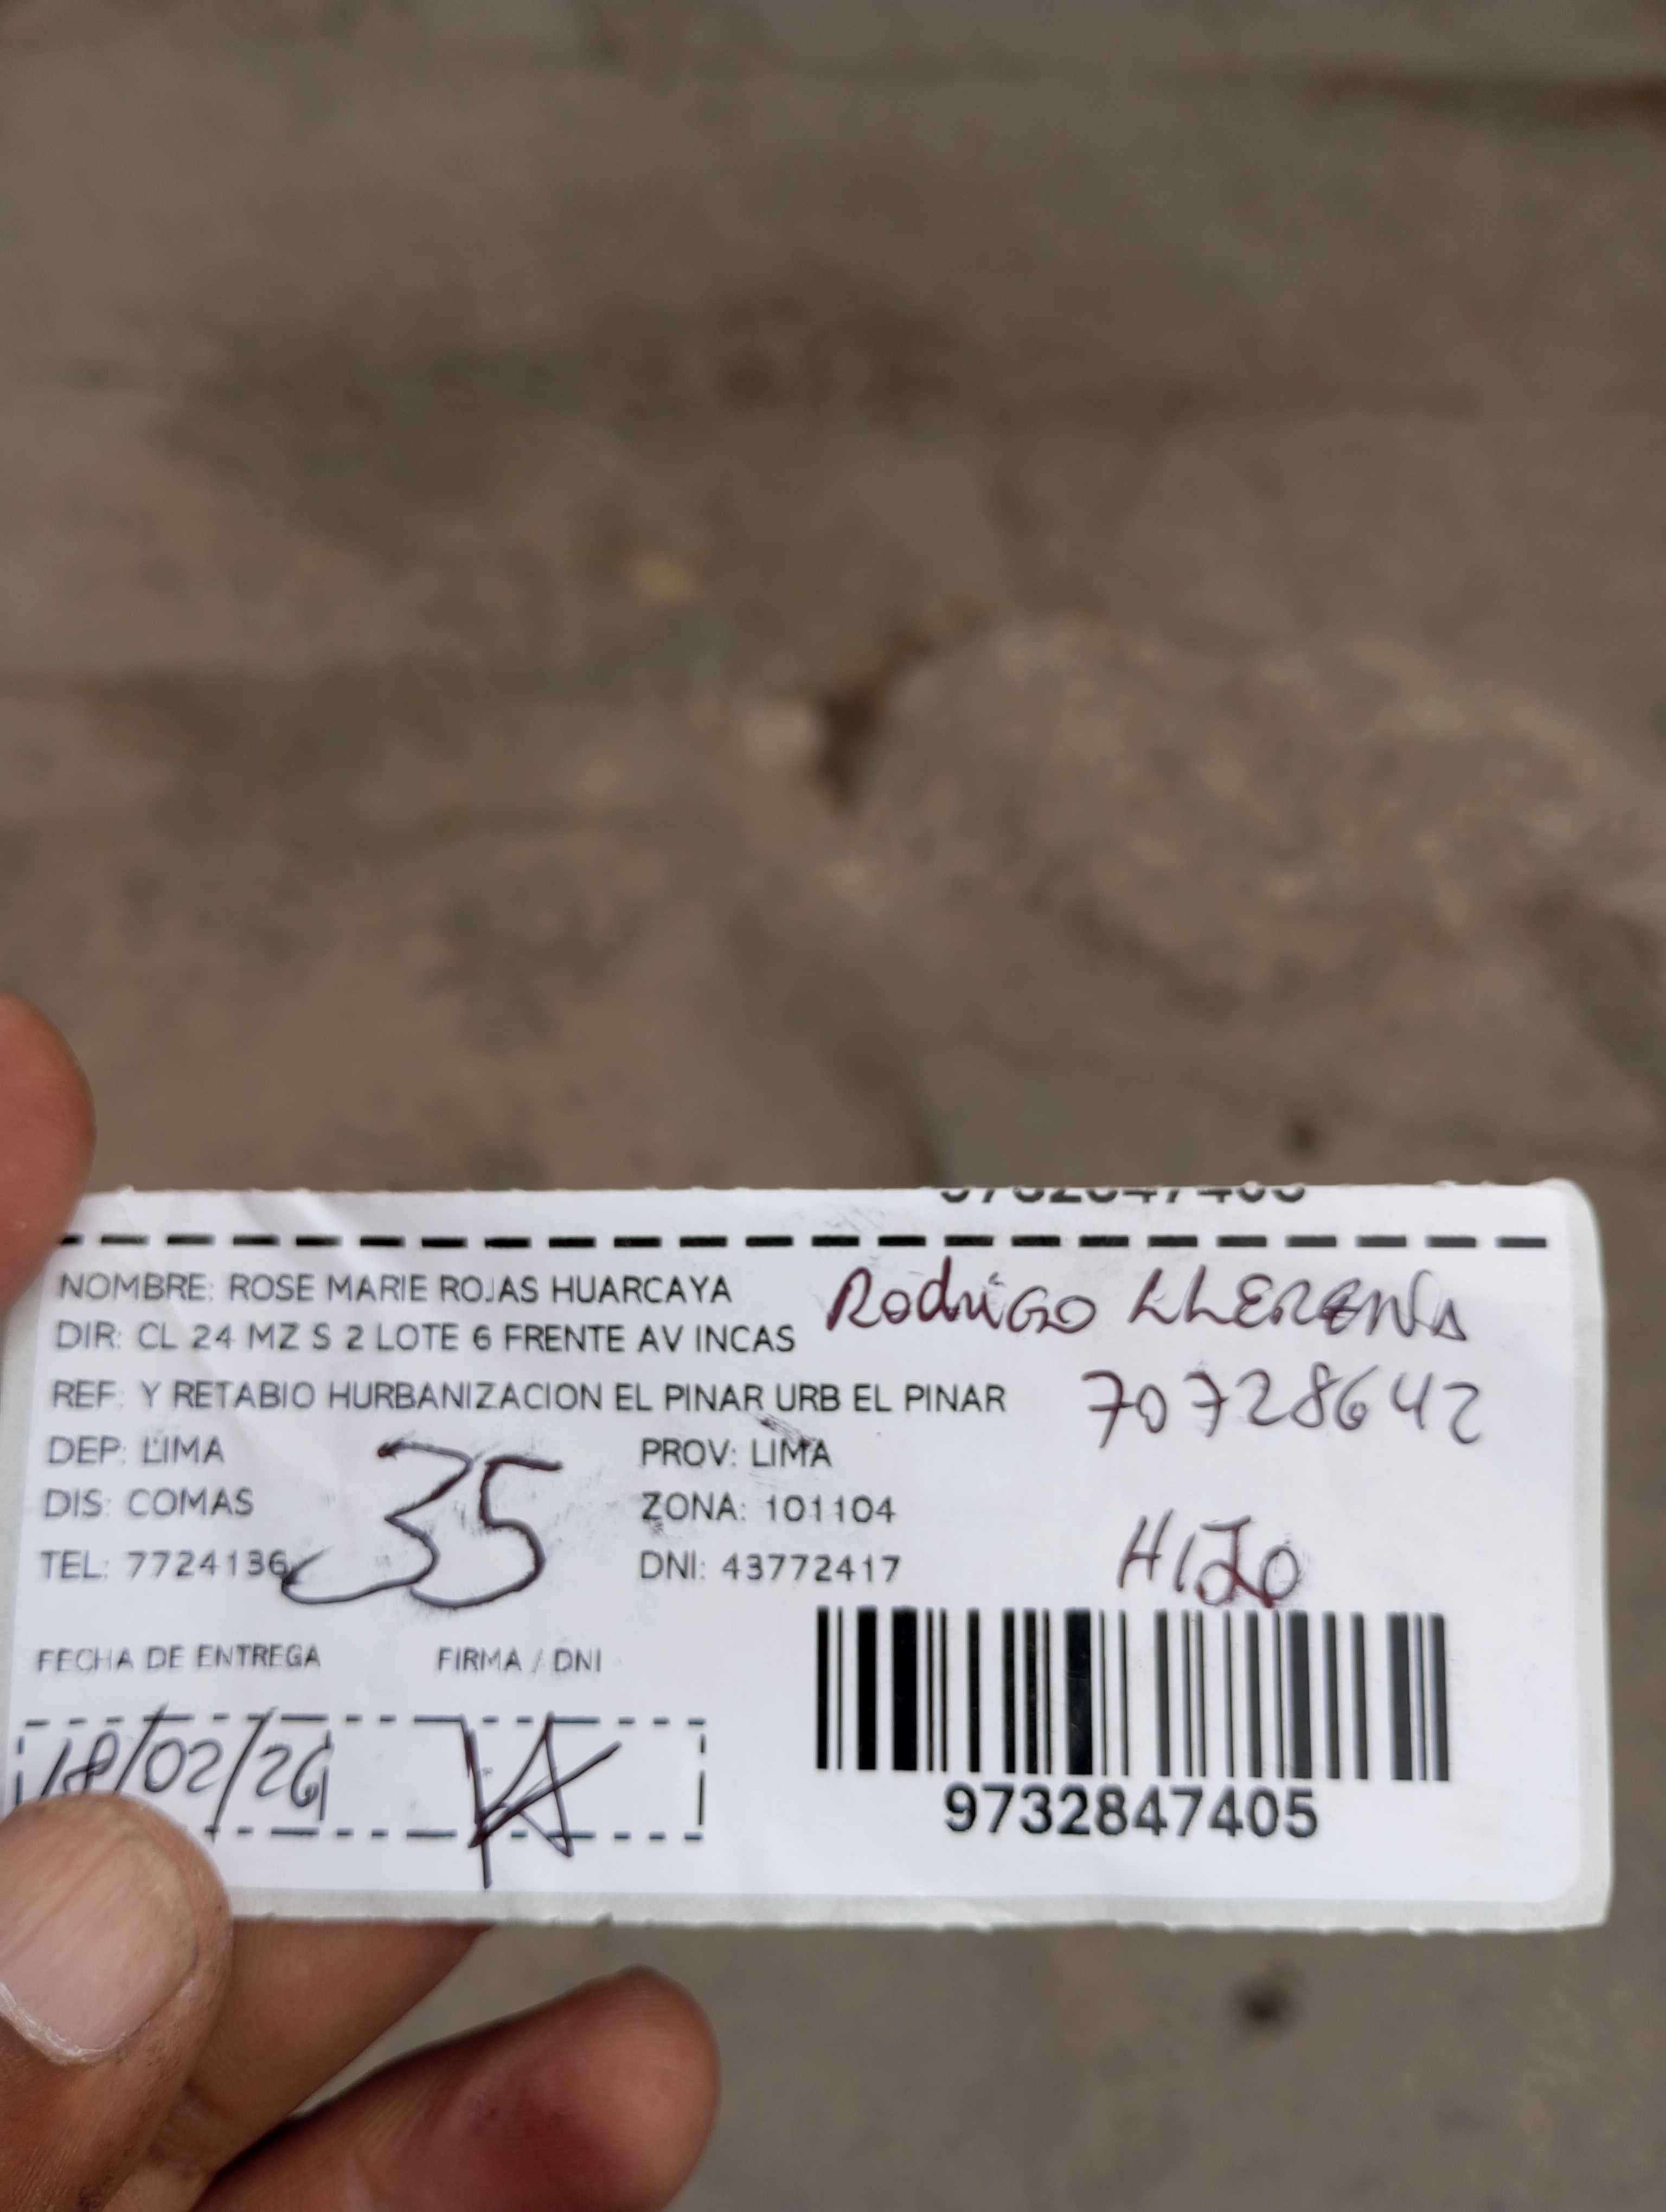 9732847405
NOMBRE: ROSE MARIE ROJAS HUARCAYA
Rodrigo LLERENA
DIR: CL 24 MZ S 2 LOTE 6 FRENTE AV INCAS
REF: Y RETABIO HURBANIZACION EL PINAR URB EL PINAR
70728642
DEP: LIMA
PROV: LIMA
35
DIS: COMAS
ZONA: 101104
TEL: 7724136
DNI: 43772417
HIJO
FECHA DE ENTREGA
FIRMA / DNI
18/02/26
9732847405